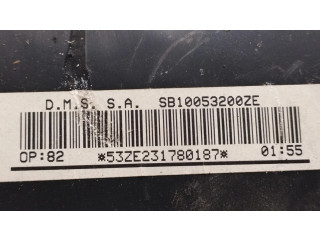 D.M.S. S.A. SB10053200ZE
OP:82 *53ZE231780187* 01:55